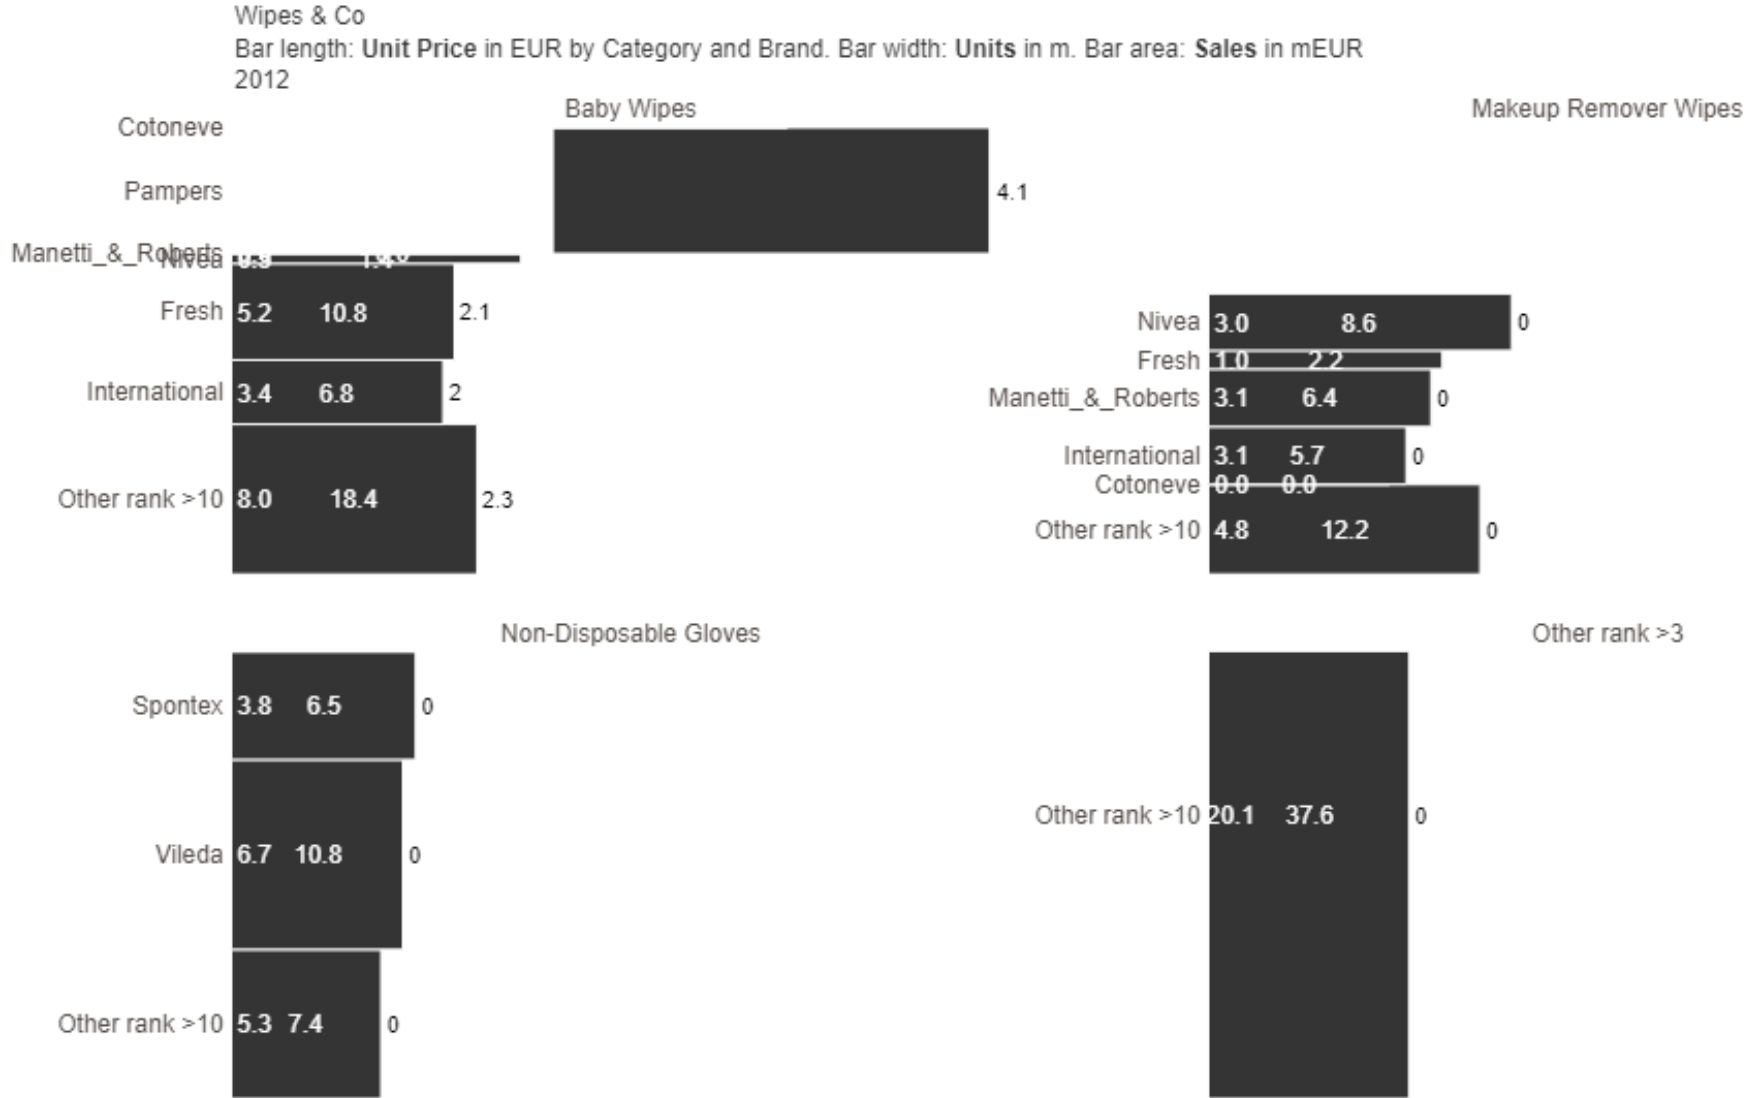 Wipes & Co
Bar length: Unit Price in EUR by Category and Brand. Bar width: Units in m. Bar area: Sales in mEUR
2012
Baby Wipes
Cotoneve
Pampers 4.1
Manetti_&_Roberts
Nivea
Fresh 5.2 10.8 2.1
International 3.4 6.8 2
Other rank >10 8.0 18.4 2.3
Makeup Remover Wipes
Nivea 3.0 8.6 0
Fresh 1.0 2.2
Manetti_&_Roberts 3.1 6.4 0
International 3.1 5.7 0
Cotoneve 0.0 0.0
Other rank >10 4.8 12.2 0
Non-Disposable Gloves
Spontex 3.8 6.5 0
Vileda 6.7 10.8 0
Other rank >10 5.3 7.4 0
Other rank >3
Other rank >10 20.1 37.6 0